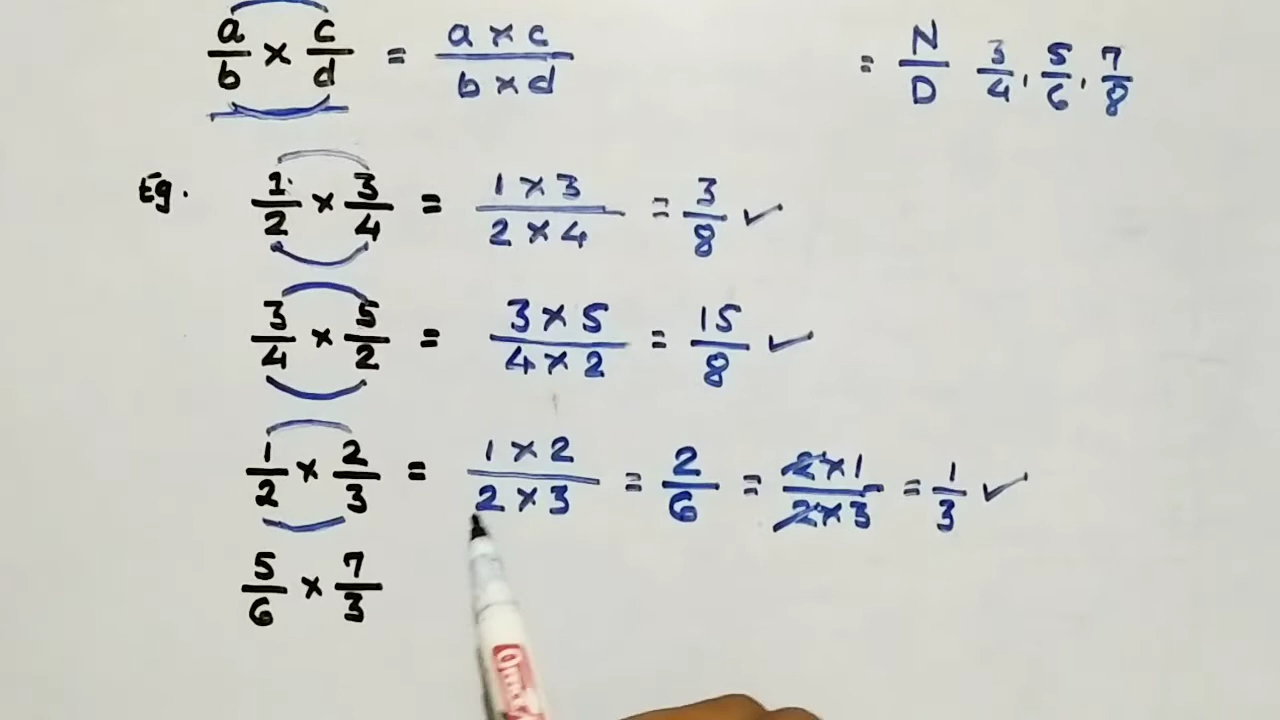 a/b × c/d = a × c / b × d = N/D 3/4, 5/6, 7/8
Eg. 1/2 × 3/4 = 1 × 3 / 2 × 4 = 3/8 ✓
3/4 × 5/2 = 3 × 5 / 4 × 2 = 15/8 ✓
1/2 × 2/3 = 1 × 2 / 2 × 3 = 2/6 = 2 × 1 / 2 × 3 = 1/3 ✓
5/6 × 7/3